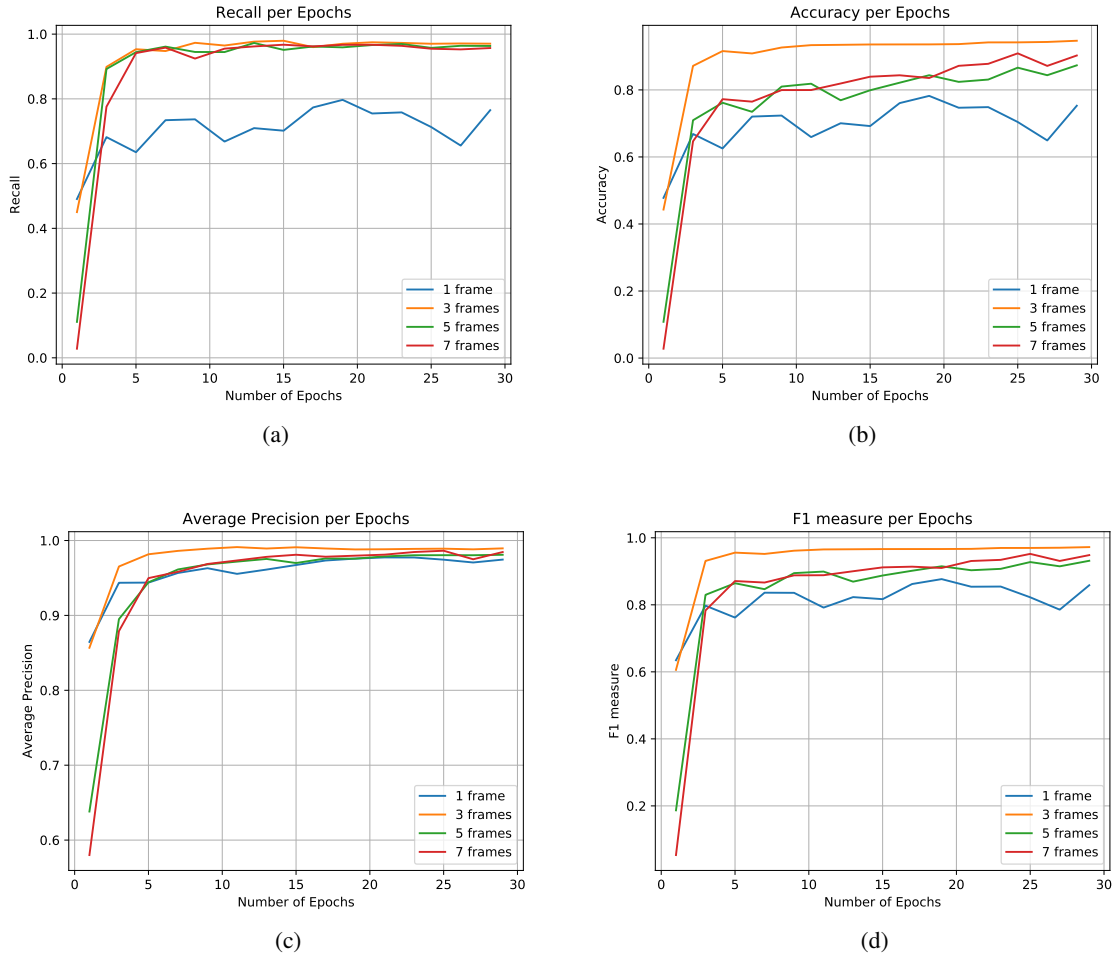 Recall per Epochs
1.0
0.8
0.6
0.4
0.2
0.0
Recall
0 5 10 15 20 25 30
Number of Epochs
1 frame
3 frames
5 frames
7 frames
(a)
Accuracy per Epochs
0.8
0.6
0.4
0.2
0.0
Accuracy
0 5 10 15 20 25 30
Number of Epochs
1 frame
3 frames
5 frames
7 frames
(b)
Average Precision per Epochs
1.0
0.9
0.8
0.7
0.6
Average Precision
0 5 10 15 20 25 30
Number of Epochs
1 frame
3 frames
5 frames
7 frames
(c)
F1 measure per Epochs
1.0
0.8
0.6
0.4
0.2
F1 measure
0 5 10 15 20 25 30
Number of Epochs
1 frame
3 frames
5 frames
7 frames
(d)